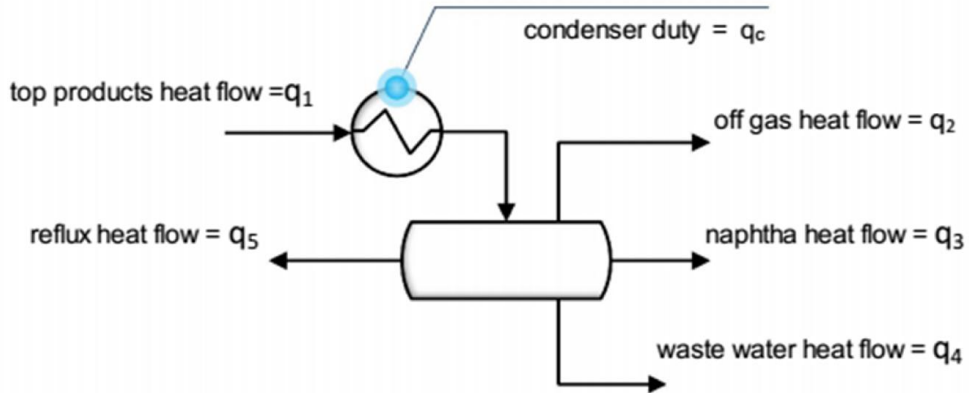 condenser duty = qc
top products heat flow =q1
off gas heat flow = q2
reflux heat flow = q5
naphtha heat flow = q3
waste water heat flow = q4